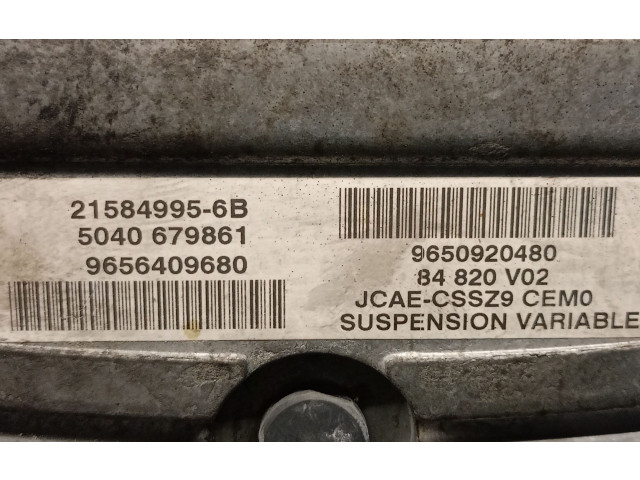 21584995-6B
5040 679861
9656409680
9650920480
84 820 V02
JCAE-CSSZ9 CEM0
SUSPENSION VARIABLE